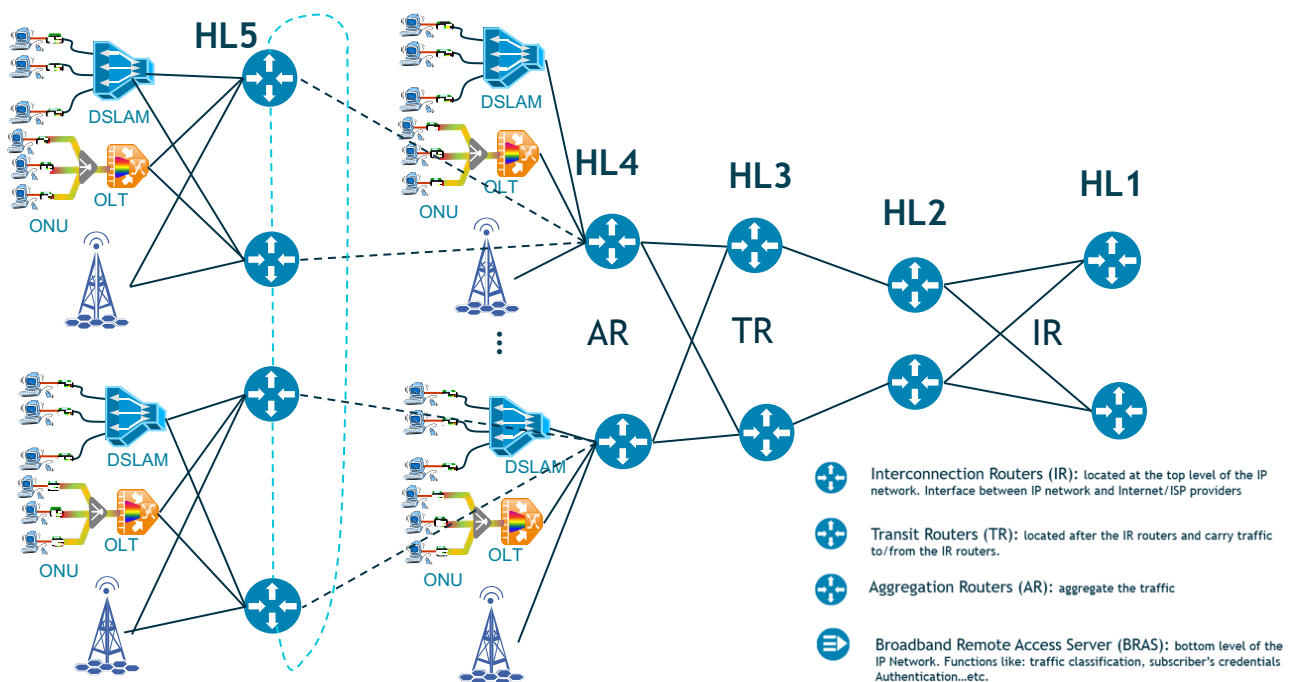 HL5
DSLAM
OLT
ONU
DSLAM
OLT
ONU
DSLAM
OLT
ONU
DSLAM
OLT
ONU
HL4
HL3
HL2
HL1
AR
TR
IR
Interconnection Routers (IR): located at the top level of the IP
network. Interface between IP network and Internet/ISP providers
Transit Routers (TR): located after the IR routers and carry traffic
to/from the IR routers.
Aggregation Routers (AR): aggregate the traffic
Broadband Remote Access Server (BRAS): bottom level of the
IP Network. Functions like: traffic classification, subscriber's credentials
Authentication…etc.